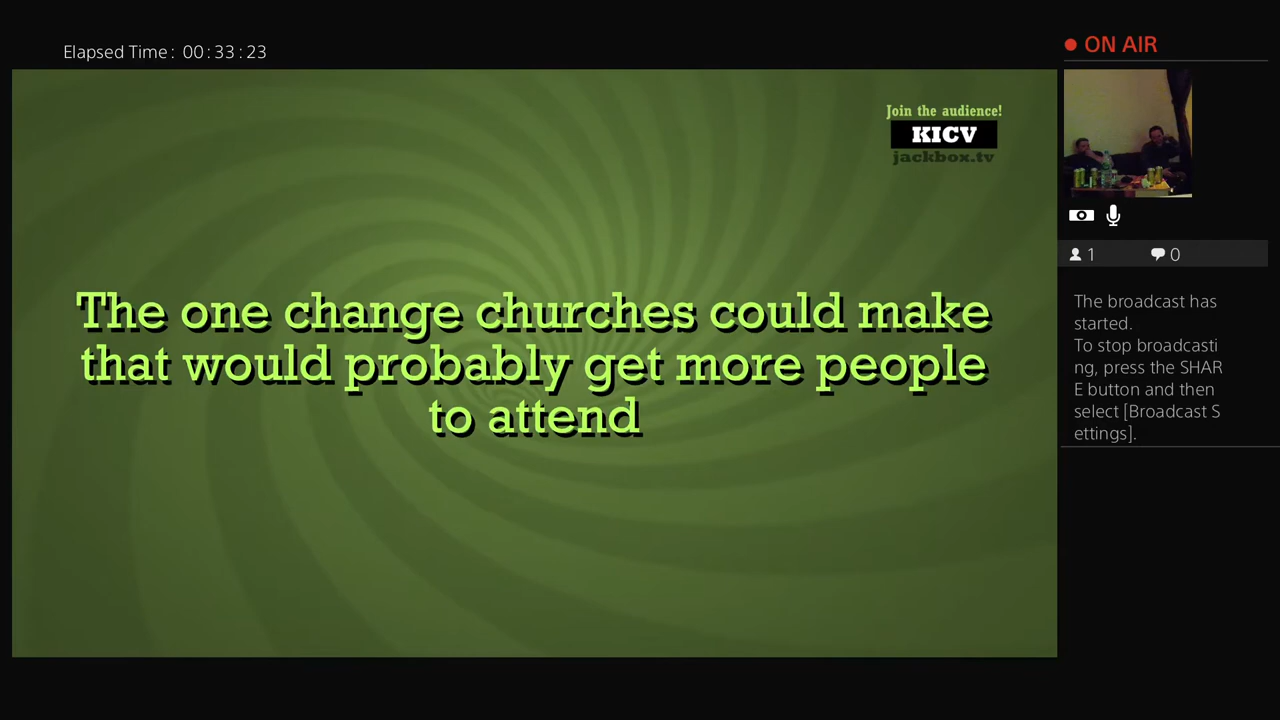 Elapsed Time: 00:33:23
ON AIR
Join the audience!
KICV
jackbox.tv
The one change churches could make
that would probably get more people
to attend
1 0
The broadcast has
started.
To stop broadcasti
ng, press the SHAR
E button and then
select [Broadcast S
ettings].